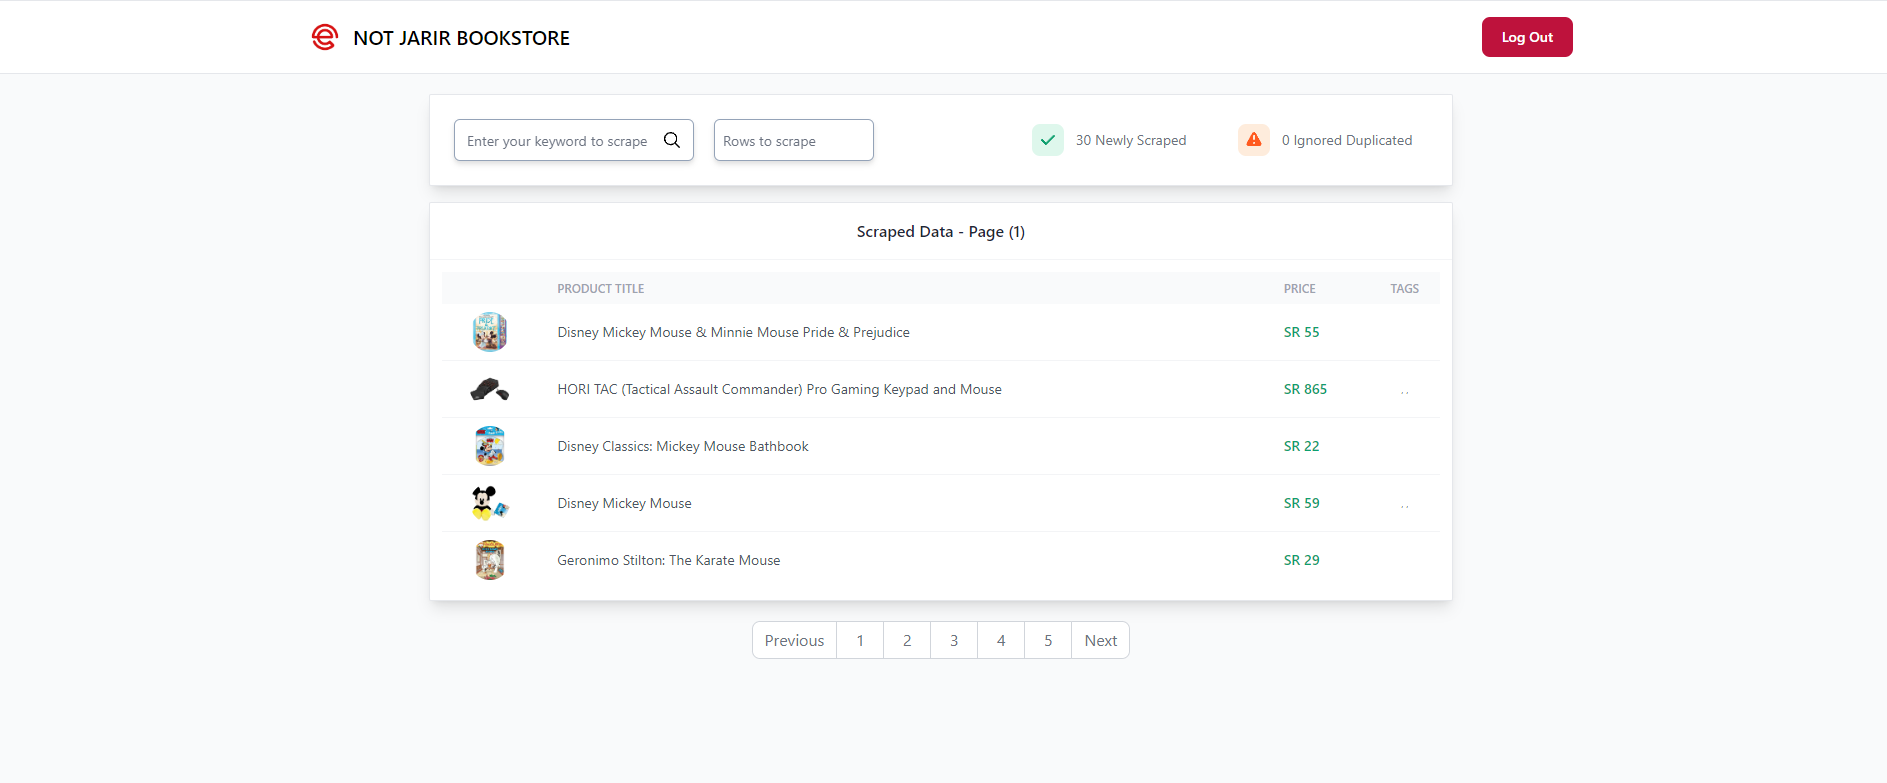 NOT JARIR BOOKSTORE
Log Out
Enter your keyword to scrape
Rows to scrape
30 Newly Scraped
0 Ignored Duplicated
Scraped Data - Page (1)
PRODUCT TITLE PRICE TAGS
Disney Mickey Mouse & Minnie Mouse Pride & Prejudice SR 55
HORI TAC (Tactical Assault Commander) Pro Gaming Keypad and Mouse SR 865 ..
Disney Classics: Mickey Mouse Bathbook SR 22
Disney Mickey Mouse SR 59 ..
Geronimo Stilton: The Karate Mouse SR 29
Previous 1 2 3 4 5 Next